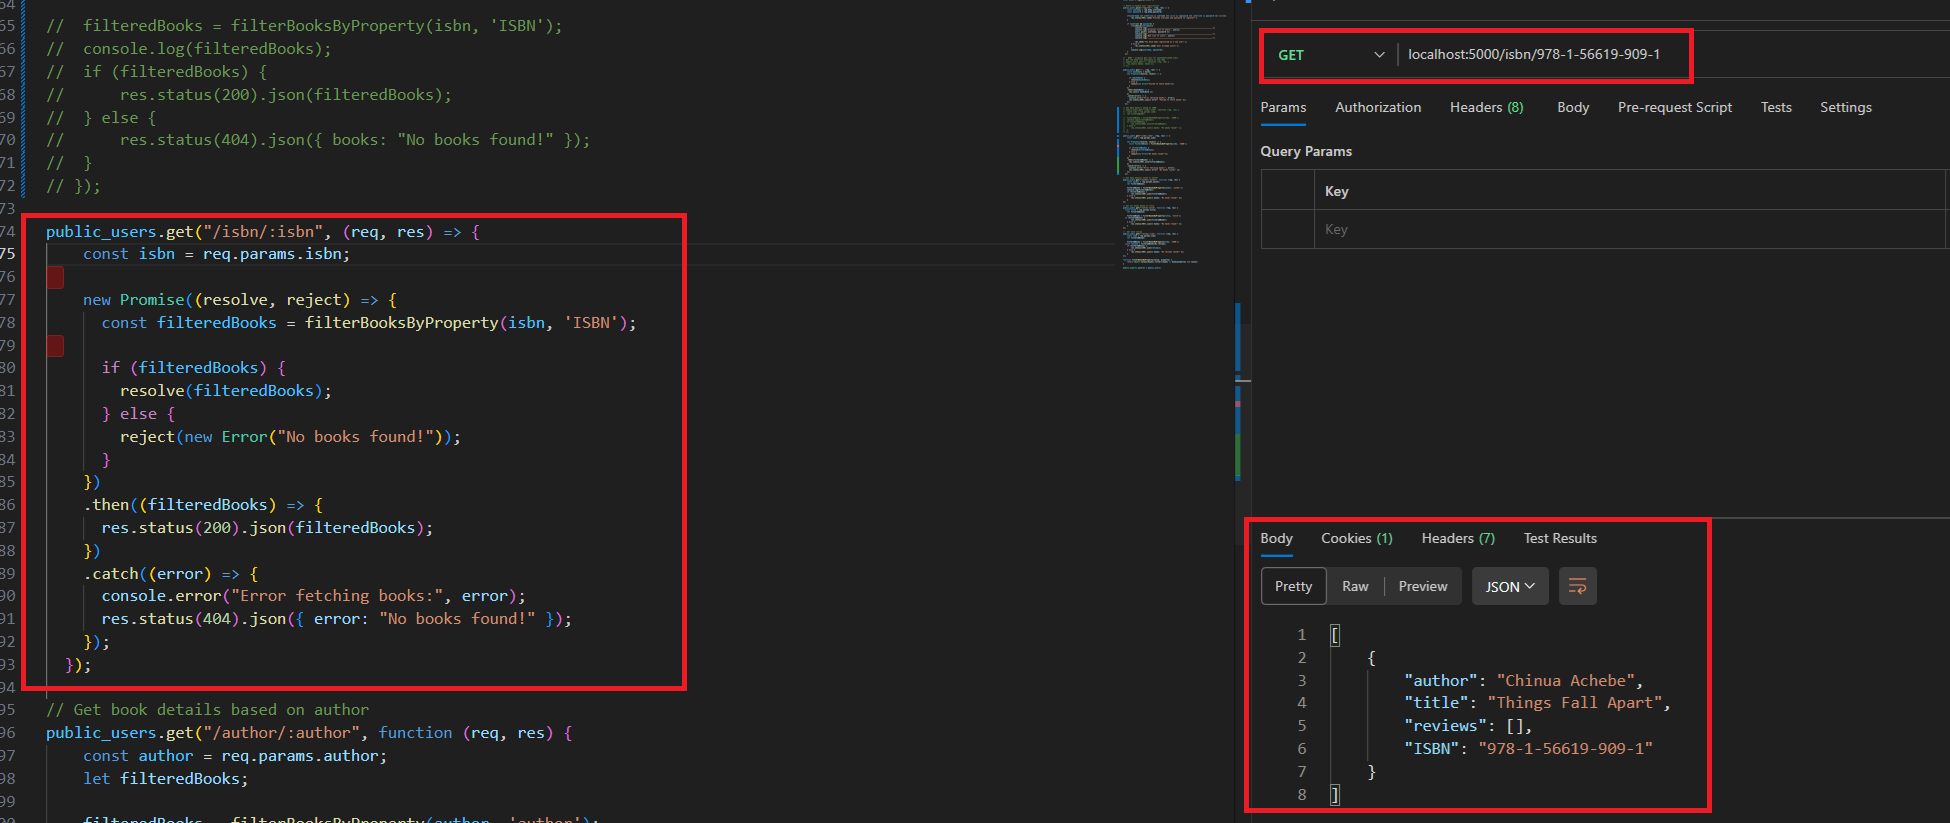 64
65 //  filteredBooks = filterBooksByProperty(isbn, 'ISBN');
66 //  console.log(filteredBooks);
67 //  if (filteredBooks) {
68 //      res.status(200).json(filteredBooks);
69 //  } else {
70 //      res.status(404).json({ books: "No books found!" });
71 //  }
72 // });
73
74 public_users.get("/isbn/:isbn", (req, res) => {
75     const isbn = req.params.isbn;
76
77     new Promise((resolve, reject) => {
78       const filteredBooks = filterBooksByProperty(isbn, 'ISBN');
79
80       if (filteredBooks) {
81         resolve(filteredBooks);
82       } else {
83         reject(new Error("No books found!"));
84       }
85     })
86     .then((filteredBooks) => {
87       res.status(200).json(filteredBooks);
88     })
89     .catch((error) => {
90       console.error("Error fetching books:", error);
91       res.status(404).json({ error: "No books found!" });
92     });
93   });
94
95 // Get book details based on author
96 public_users.get("/author/:author", function (req, res) {
97     const author = req.params.author;
98     let filteredBooks;
99
filteredBooks = filterBooksByProperty(author, 'author');
GET localhost:5000/isbn/978-1-56619-909-1
Params Authorization Headers (8) Body Pre-request Script Tests Settings
Query Params
Key
Key
Body Cookies (1) Headers (7) Test Results
Pretty Raw Preview JSON
1 [
2     {
3         "author": "Chinua Achebe",
4         "title": "Things Fall Apart",
5         "reviews": [],
6         "ISBN": "978-1-56619-909-1"
7     }
8 ]